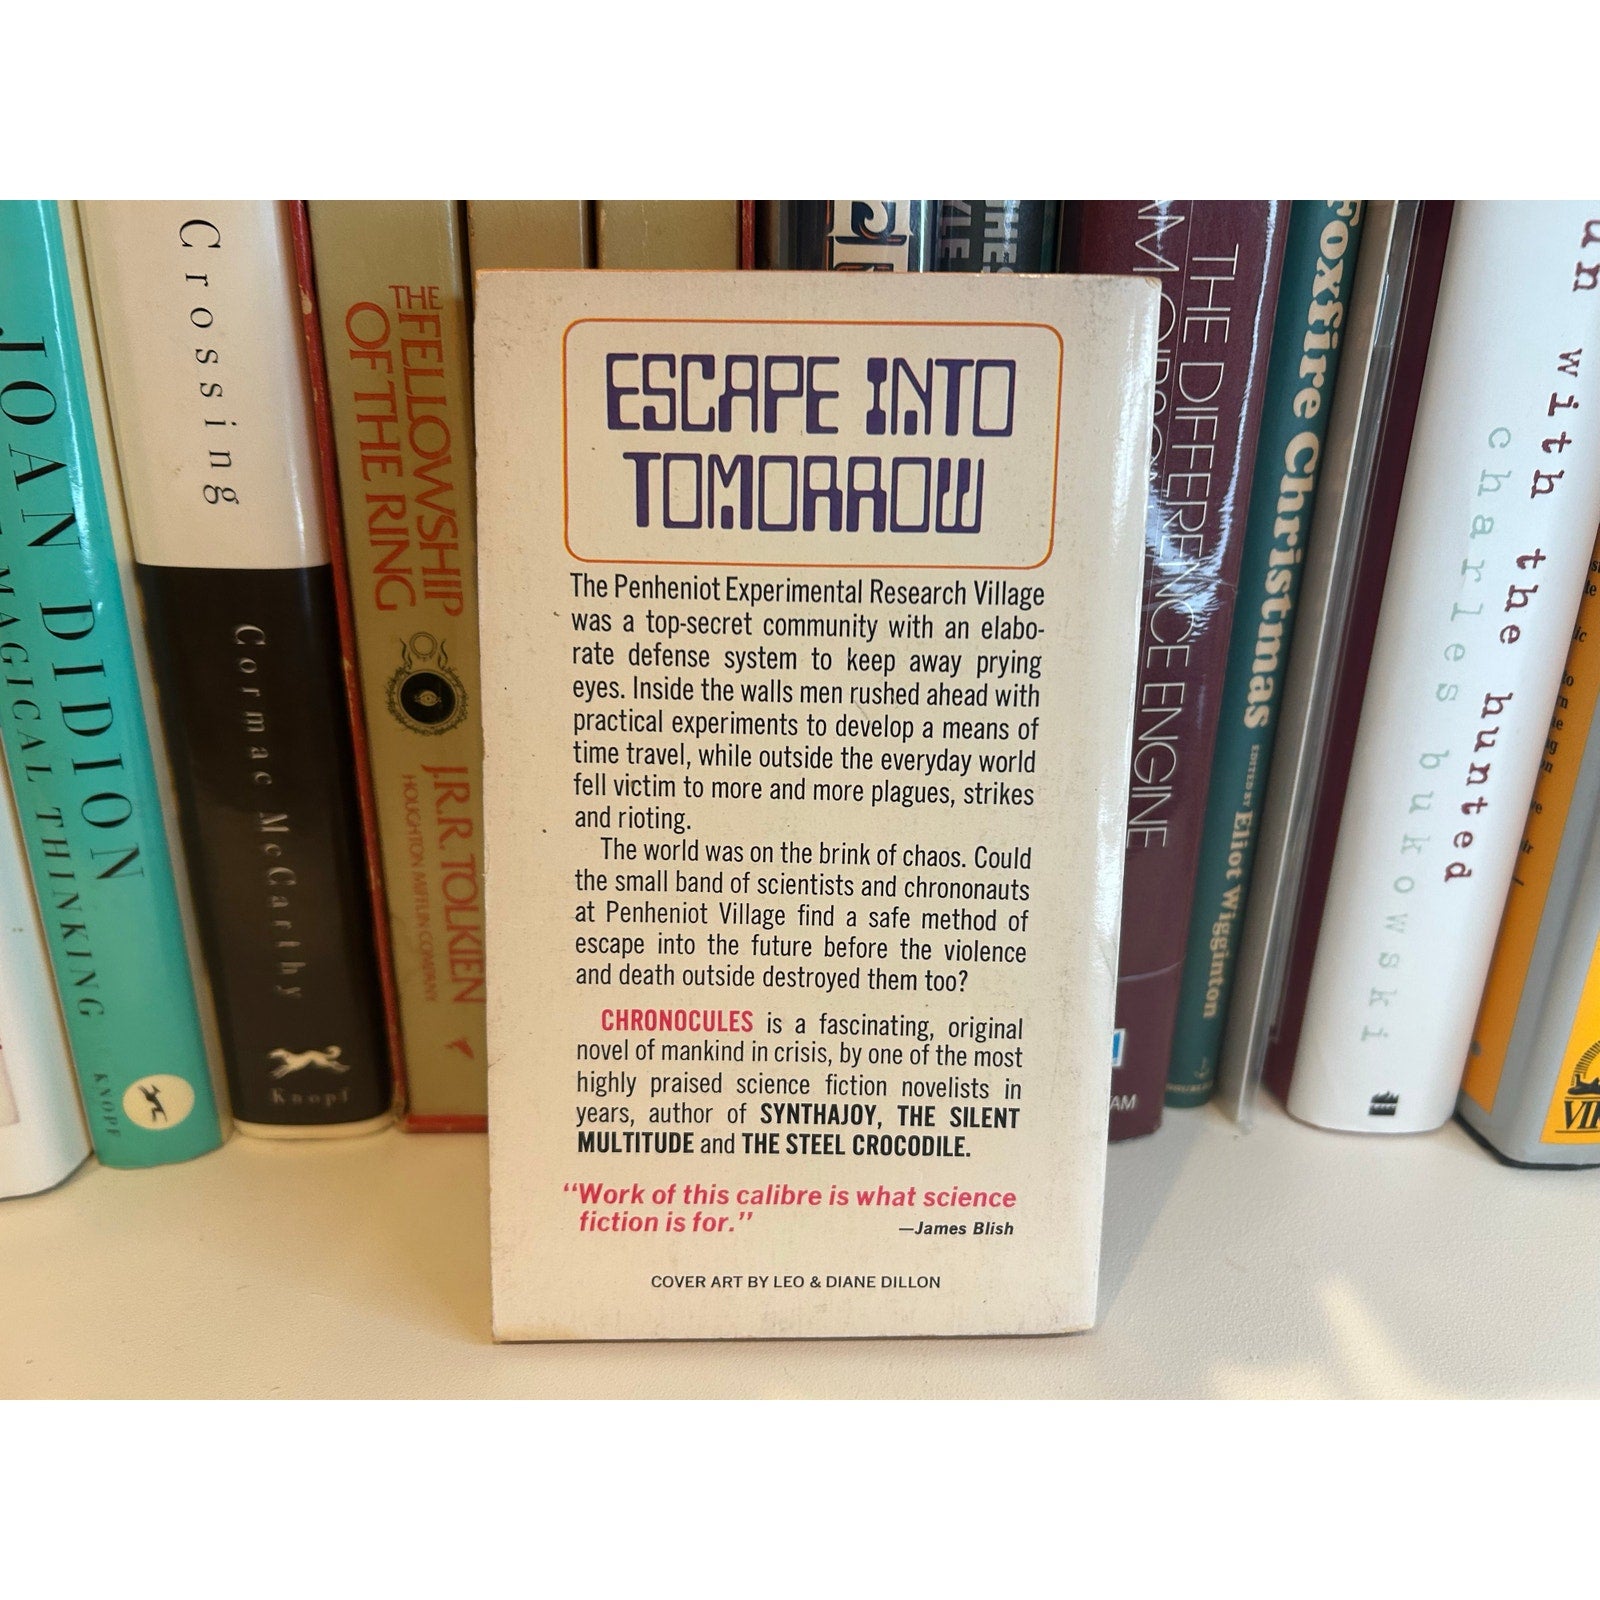 JOAN DIDION
MAGICAL THINKING
KNOPF
Crossing
Cormac McCarthy
Knopf
THE
FELLOWSHIP
OF THE RING
J.R.R. TOLKIEN
HOUGHTON MIFFLIN COMPANY
ESCAPE INTO
TOMORROW
The Penheniot Experimental Research Village
was a top-secret community with an elabo-
rate defense system to keep away prying
eyes. Inside the walls men rushed ahead with
practical experiments to develop a means of
time travel, while outside the everyday world
fell victim to more and more plagues, strikes
and rioting.
The world was on the brink of chaos. Could
the small band of scientists and chrononauts
at Penheniot Village find a safe method of
escape into the future before the violence
and death outside destroyed them too?
CHRONOCULES is a fascinating, original
novel of mankind in crisis, by one of the most
highly praised science fiction novelists in
years, author of SYNTHAJOY, THE SILENT
MULTITUDE and THE STEEL CROCODILE.
“Work of this calibre is what science
fiction is for.”
—James Blish
COVER ART BY LEO & DIANE DILLON
THE DIFFERENCE ENGINE
Foxfire Christmas
EDITED BY Eliot Wigginton
with the hunted
charles bukowski